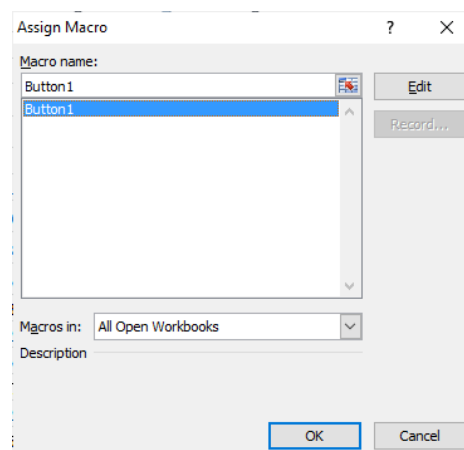 Assign Macro ? ×
Macro name:
Button1
Edit
Button1
Record...
Macros in: All Open Workbooks
Description
OK Cancel